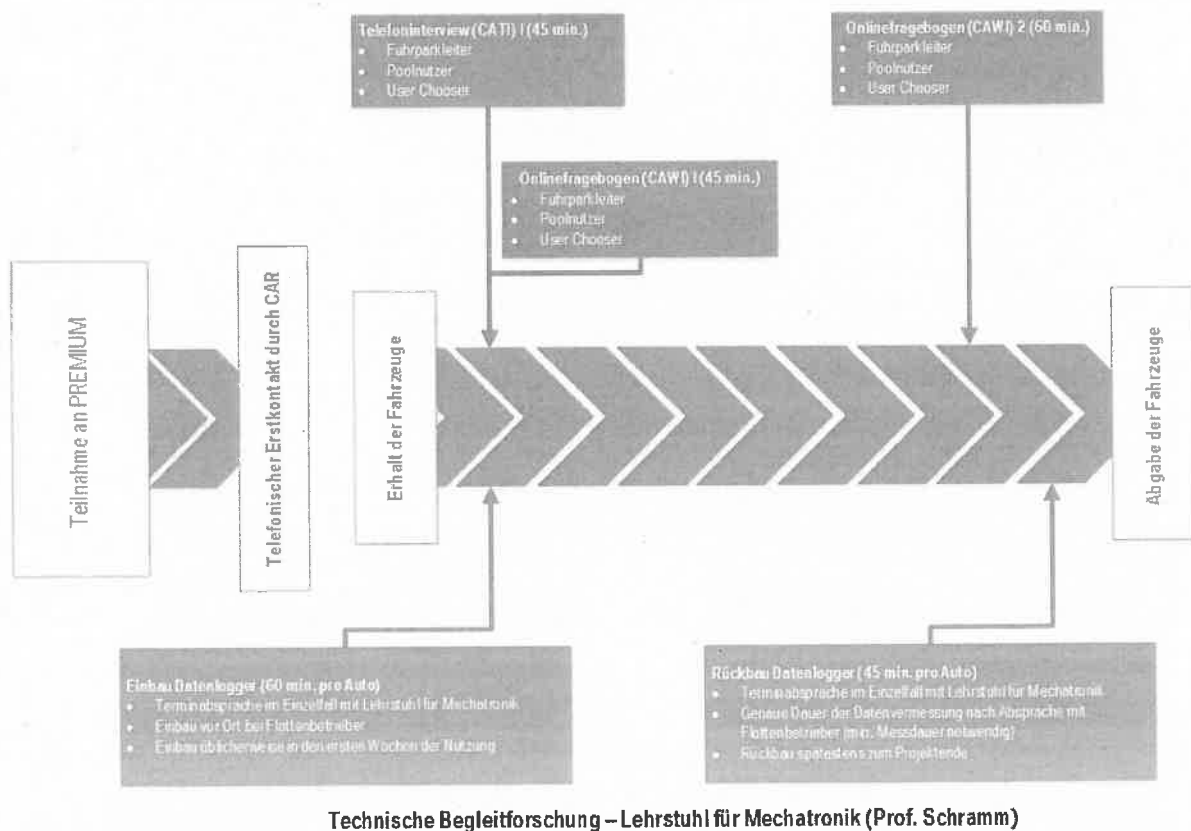 Telefoninterview (CATI) I (45 min.)
• Fuhrparkleiter
• Poolnutzer
• User Chooser
Onlinefragebogen (CAWI) 2 (60 min.)
• Fuhrparkleiter
• Poolnutzer
• User Chooser
Onlinefragebogen (CAWI) I (45 min.)
• Fuhrparkleiter
• Poolnutzer
• User Chooser
Teilnahme an PREMIUM
Telefonischer Erstkontakt durch CAR
Erhalt der Fahrzeuge
Abgabe der Fahrzeuge
Einbau Datenlogger (60 min. pro Auto)
• Terminabsprache im Einzelfall mit Lehrstuhl für Mechatronik
• Einbau vor Ort bei Flottenbetreiber
• Einbau üblicherweise in den ersten Wochen der Nutzung
Rückbau Datenlogger (45 min. pro Auto)
• Terminabsprache im Einzelfall mit Lehrstuhl für Mechatronik
• Genaue Dauer der Datenvermessung nach Absprache mit
Flottenbetrieber (min. Messdauer notwendig)
• Rückbau spätestens zum Projektende
Technische Begleitforschung – Lehrstuhl für Mechatronik (Prof. Schramm)